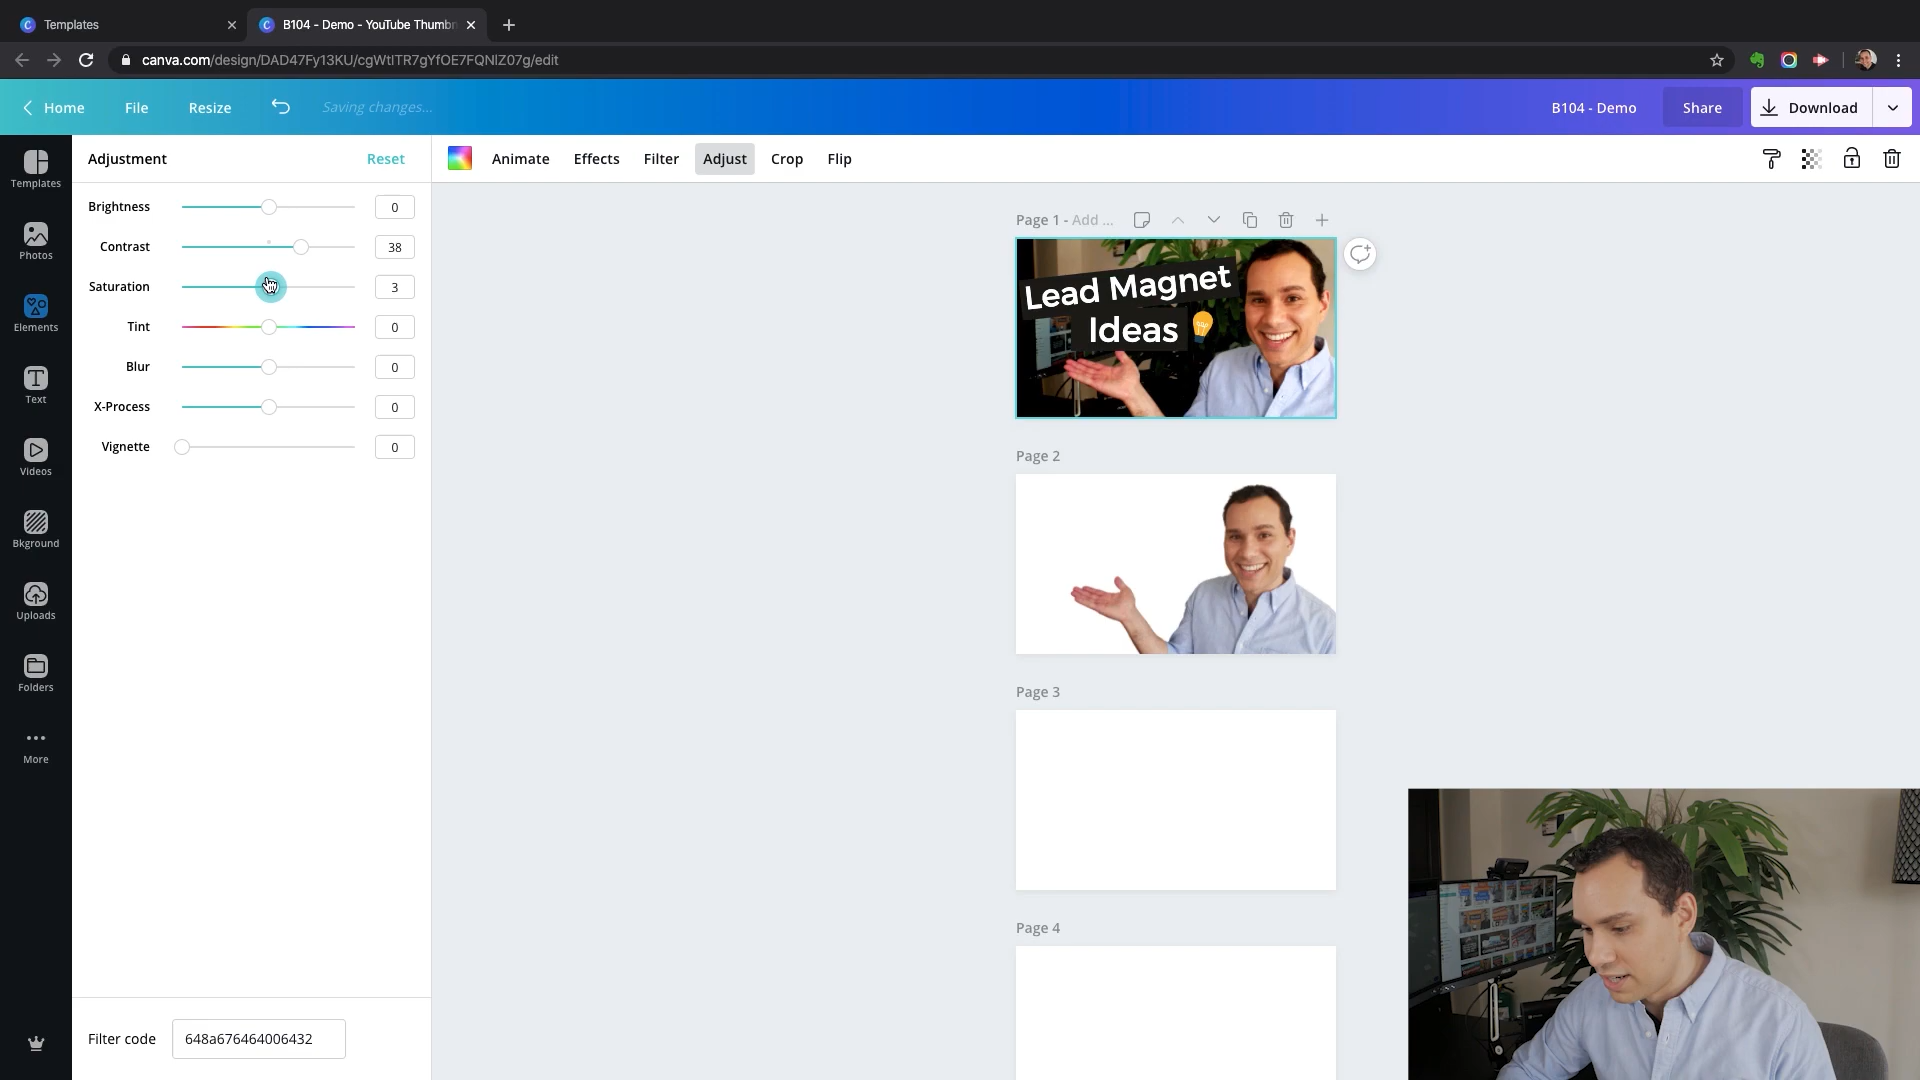 Templates
B104 - Demo - YouTube Thumbn
canva.com/design/DAD47Fy13KU/cgWtITR7gYfOE7FQNIZ07g/edit
Home
File
Resize
Saving changes...
B104 - Demo
Share
Download
Templates
Photos
Elements
Text
Videos
Bkground
Uploads
Folders
More
Adjustment
Reset
Brightness 0
Contrast 38
Saturation 3
Tint 0
Blur 0
X-Process 0
Vignette 0
Filter code 648a676464006432
Animate
Effects
Filter
Adjust
Crop
Flip
Page 1 - Add ...
Lead Magnet
Ideas
Page 2
Page 3
Page 4